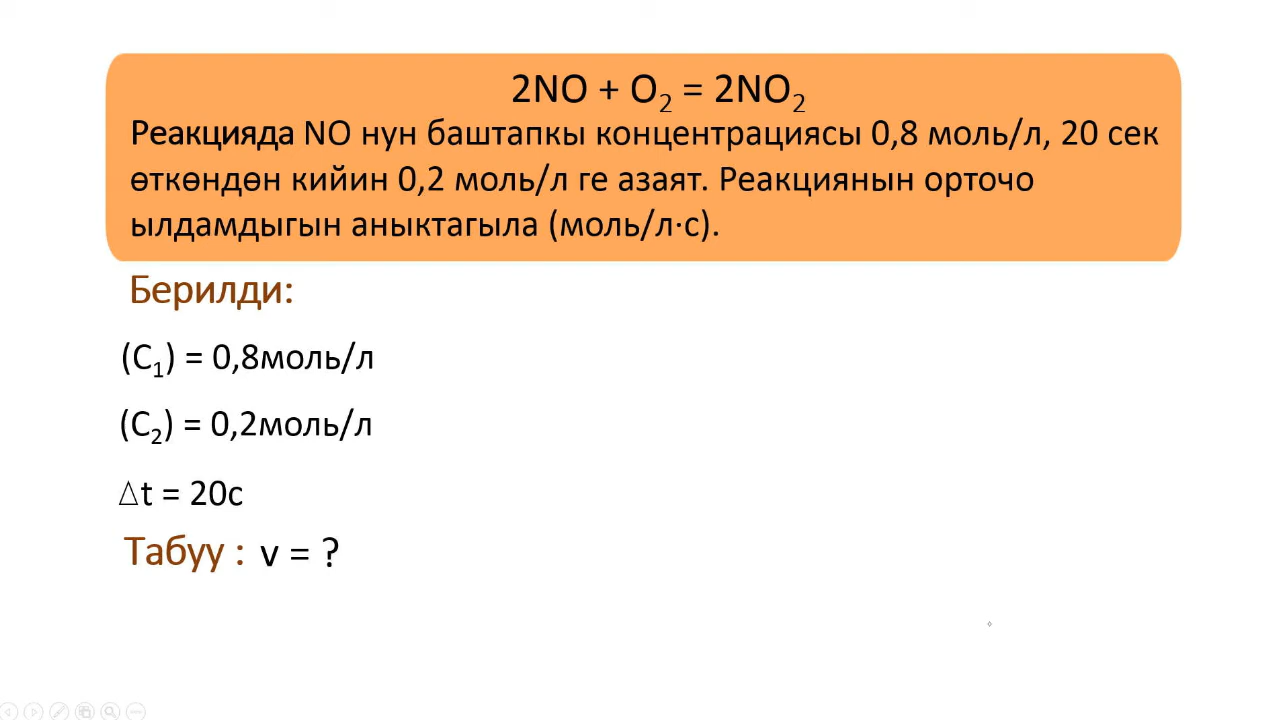 2NO + O₂ = 2NO₂
Реакцияда NO нун баштапкы концентрациясы 0,8 моль/л, 20 сек
өткөндөн кийин 0,2 моль/л ге азаят. Реакциянын орточо
ылдамдыгын аныктагыла (моль/л·с).
Берилди:
(C₁) = 0,8моль/л
(C₂) = 0,2моль/л
△t = 20с
Табуу : v = ?